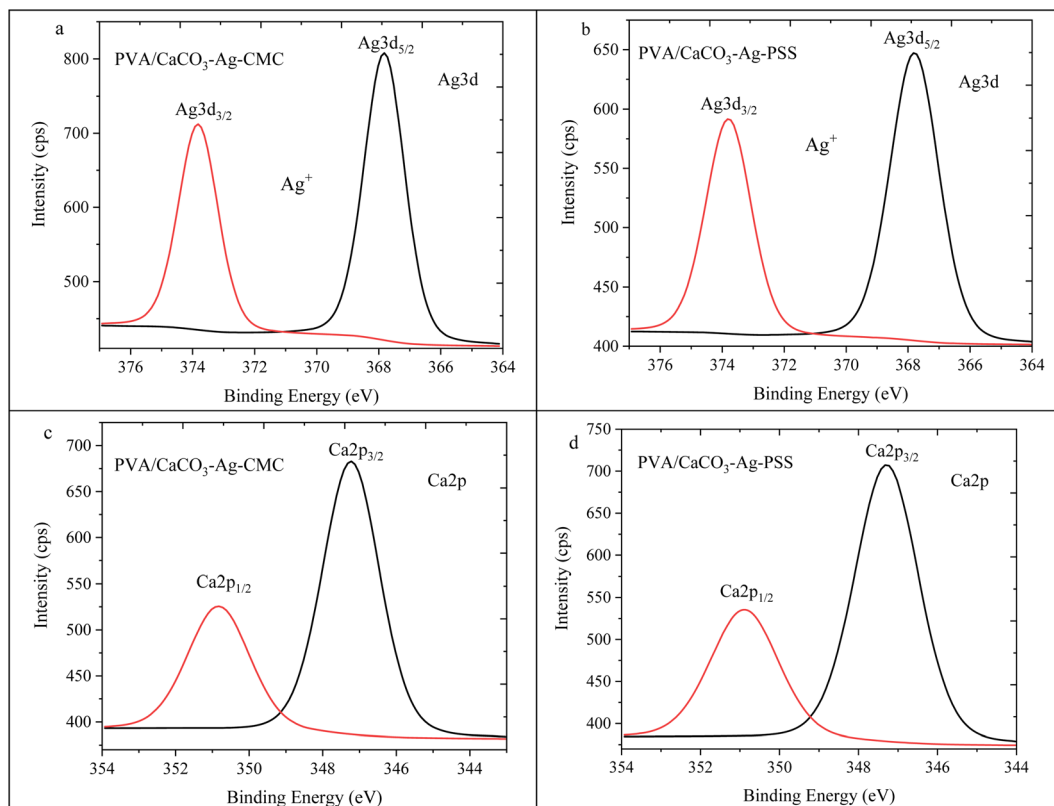 a
PVA/CaCO₃-Ag-CMC
Ag3d₅/₂
Ag3d
Ag3d₃/₂
Ag⁺
800
700
600
500
Intensity (cps)
376 374 372 370 368 366 364
Binding Energy (eV)
b
PVA/CaCO₃-Ag-PSS
Ag3d₅/₂
Ag3d
Ag3d₃/₂
Ag⁺
650
600
550
500
450
400
Intensity (cps)
376 374 372 370 368 366 364
Binding Energy (eV)
c
PVA/CaCO₃-Ag-CMC
Ca2p₃/₂
Ca2p
Ca2p₁/₂
700
650
600
550
500
450
400
Intensity (cps)
354 352 350 348 346 344
Binding Energy (eV)
d
PVA/CaCO₃-Ag-PSS
Ca2p₃/₂
Ca2p
Ca2p₁/₂
750
700
650
600
550
500
450
400
Intensity (cps)
354 352 350 348 346 344
Binding Energy (eV)